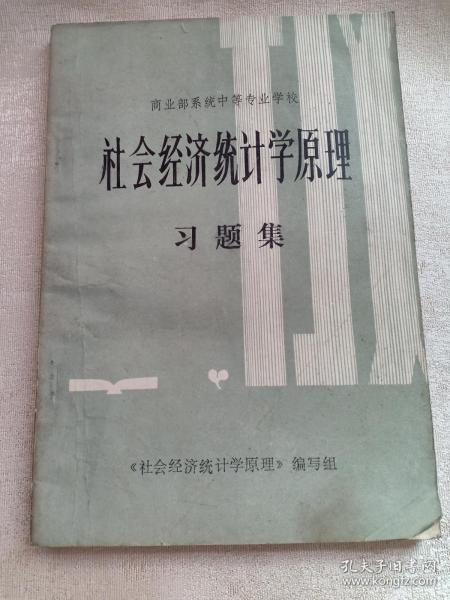 商业部系统中等专业学校
社会经济统计学原理
习题集
TJX
《社会经济统计学原理》编写组
孔夫子旧书网
www.kongfz.com